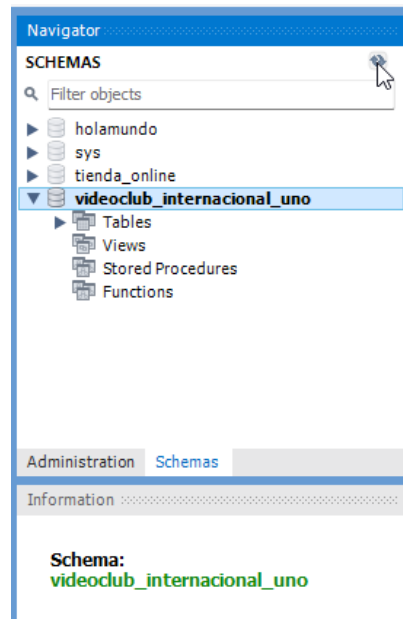 Navigator
SCHEMAS
Filter objects
holamundo
sys
tienda_online
videoclub_internacional_uno
Tables
Views
Stored Procedures
Functions
Administration Schemas
Information
Schema:
videoclub_internacional_uno